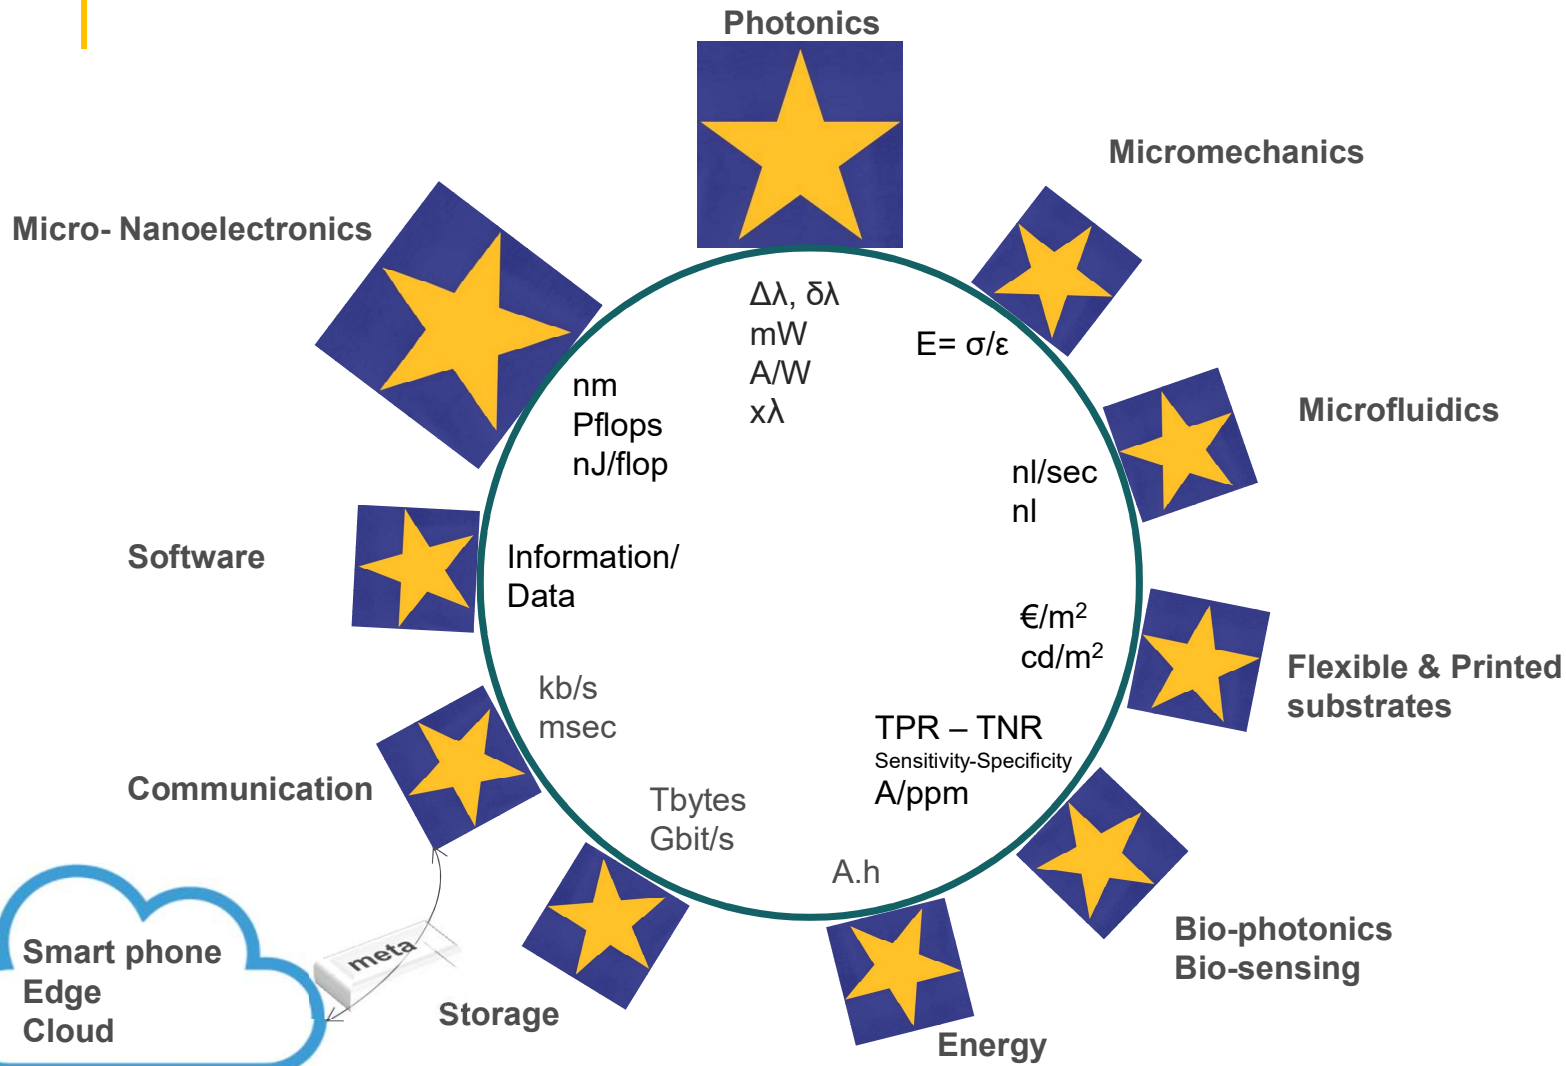 Photonics
Micromechanics
Micro- Nanoelectronics
Δλ, δλ
mW
A/W
xλ
E= σ/ε
nm
Pflops
nJ/flop
Microfluidics
nl/sec
nl
Software
Information/
Data
€/m²
cd/m²
Flexible & Printed
substrates
kb/s
msec
TPR – TNR
Sensitivity-Specificity
A/ppm
Communication
Tbytes
Gbit/s
A.h
Bio-photonics
Bio-sensing
Smart phone
Edge
Cloud
meta
Storage
Energy